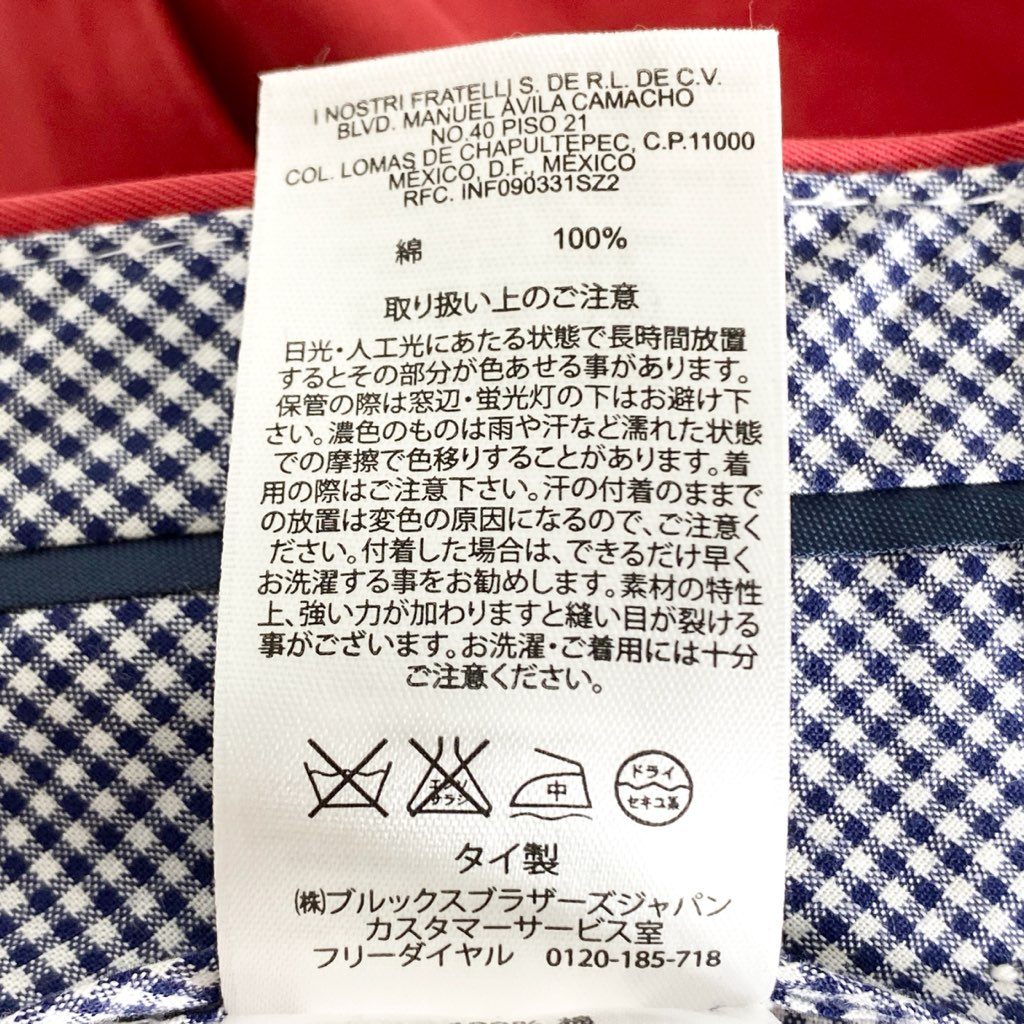 I NOSTRI FRATELLI S. DE R.L. DE C.V.
BLVD. MANUEL ÁVILA CAMACHO
NO.40 PISO 21
COL. LOMAS DE CHAPULTEPEC, C.P.11000
MÉXICO, D.F., MÉXICO
RFC. INF090331SZ2
綿 100%
取り扱い上のご注意
日光・人工光にあたる状態で長時間放置
するとその部分が色あせる事があります。
保管の際は窓辺・蛍光灯の下はお避け下
さい。濃色のものは雨や汗など濡れた状態
での摩擦で色移りすることがあります。着
用の際はご注意下さい。汗の付着のままで
の放置は変色の原因になるので、ご注意く
ださい。付着した場合は、できるだけ早く
お洗濯する事をお勧めします。素材の特性
上、強い力が加わりますと縫い目が裂ける
事がございます。お洗濯・ご着用には十分
ご注意ください。
中
ドライ
セキユ系
タイ製
㈱ブルックスブラザーズジャパン
カスタマーサービス室
フリーダイヤル 0120-185-718